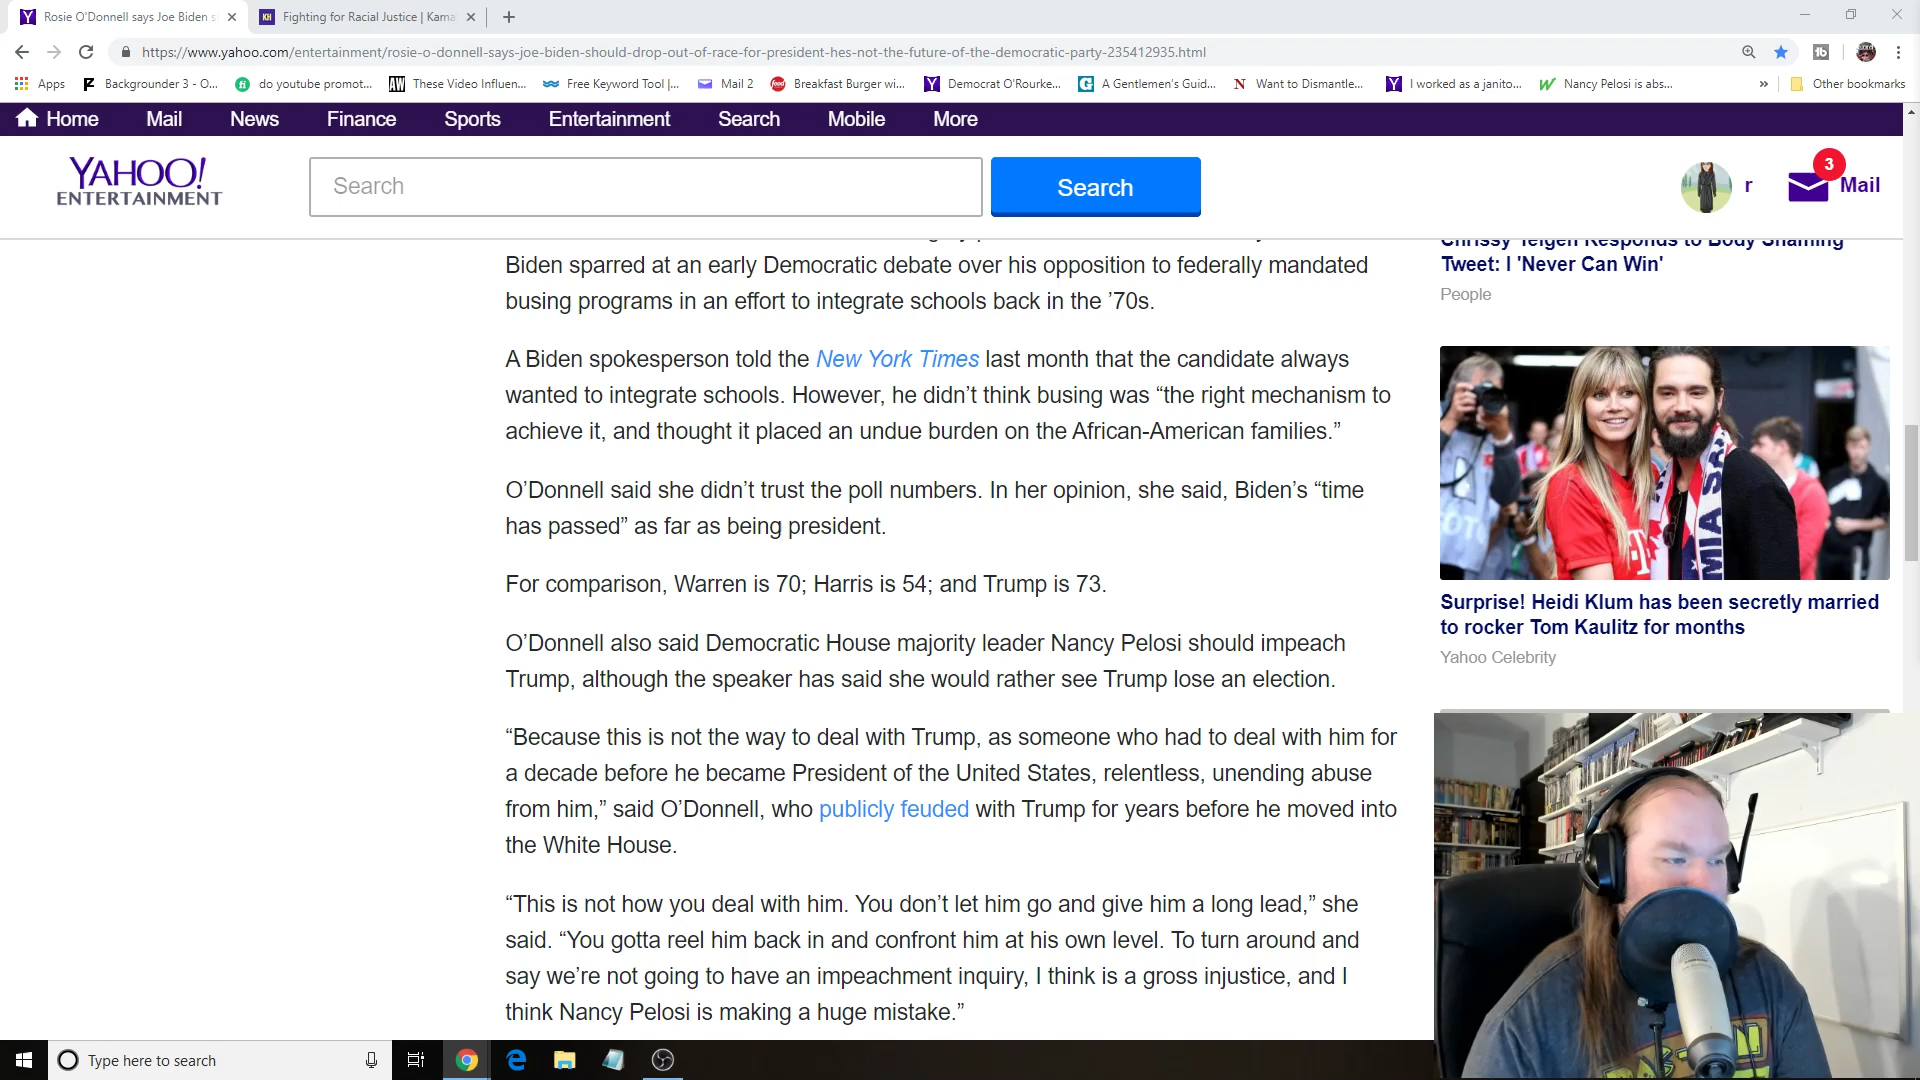 Rosie O'Donnell says Joe Biden s
KH Fighting for Racial Justice | Kama
https://www.yahoo.com/entertainment/rosie-o-donnell-says-joe-biden-should-drop-out-of-race-for-president-hes-not-the-future-of-the-democratic-party-235412935.html
Apps Backgrounder 3 - O... do youtube promot... AW These Video Influen... Free Keyword Tool |... Mail 2 Breakfast Burger wi... Democrat O'Rourke... A Gentlemen's Guid... Want to Dismantle... I worked as a janito... Nancy Pelosi is abs... » Other bookmarks
Home Mail News Finance Sports Entertainment Search Mobile More
YAHOO!
ENTERTAINMENT
Search
Search
r
3
Mail
Biden sparred at an early Democratic debate over his opposition to federally mandated
busing programs in an effort to integrate schools back in the ’70s.
A Biden spokesperson told the New York Times last month that the candidate always
wanted to integrate schools. However, he didn’t think busing was “the right mechanism to
achieve it, and thought it placed an undue burden on the African-American families.”
O’Donnell said she didn’t trust the poll numbers. In her opinion, she said, Biden’s “time
has passed” as far as being president.
For comparison, Warren is 70; Harris is 54; and Trump is 73.
O’Donnell also said Democratic House majority leader Nancy Pelosi should impeach
Trump, although the speaker has said she would rather see Trump lose an election.
“Because this is not the way to deal with Trump, as someone who had to deal with him for
a decade before he became President of the United States, relentless, unending abuse
from him,” said O’Donnell, who publicly feuded with Trump for years before he moved into
the White House.
“This is not how you deal with him. You don’t let him go and give him a long lead,” she
said. “You gotta reel him back in and confront him at his own level. To turn around and
say we’re not going to have an impeachment inquiry, I think is a gross injustice, and I
think Nancy Pelosi is making a huge mistake.”
Chrissy Teigen Responds to Body Shaming
Tweet: I 'Never Can Win'
People
MIA
Surprise! Heidi Klum has been secretly married
to rocker Tom Kaulitz for months
Yahoo Celebrity
Type here to search